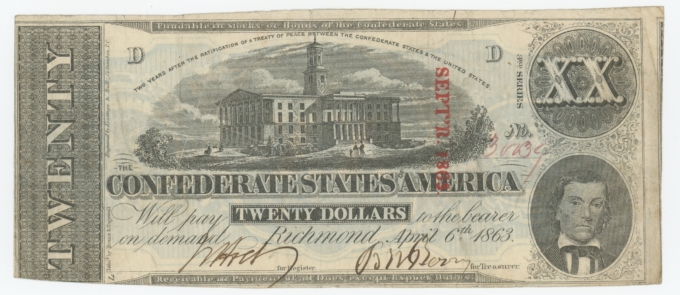 Fundable in Stocks or Bonds of the Confederate States
TWENTY
D
TWO YEARS AFTER THE RATIFICATION OF A TREATY OF PEACE BETWEEN THE CONFEDERATE STATES & THE UNITED STATES
D
SERIES
XX
No.
SEPT'R 1863
THE
CONFEDERATE STATES OF AMERICA
Will pay TWENTY DOLLARS to the bearer
on demand Richmond April 6th 1863.
for Register
for Treasurer
Receivable in Payment of all Dues, except Export Duties.